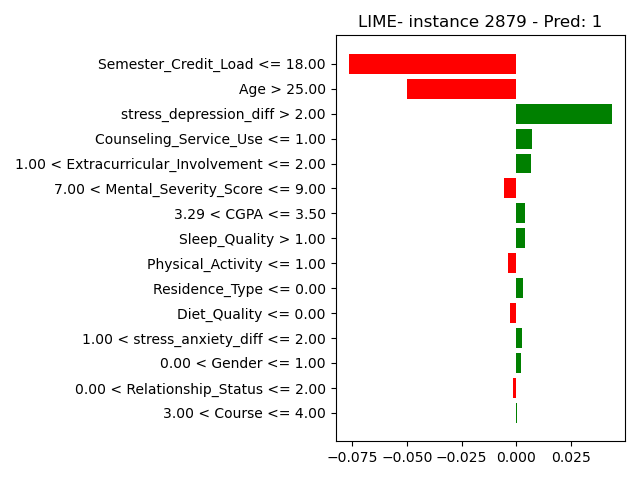 LIME- instance 2879 - Pred: 1
Semester_Credit_Load <= 18.00
Age > 25.00
stress_depression_diff > 2.00
Counseling_Service_Use <= 1.00
1.00 < Extracurricular_Involvement <= 2.00
7.00 < Mental_Severity_Score <= 9.00
3.29 < CGPA <= 3.50
Sleep_Quality > 1.00
Physical_Activity <= 1.00
Residence_Type <= 0.00
Diet_Quality <= 0.00
1.00 < stress_anxiety_diff <= 2.00
0.00 < Gender <= 1.00
0.00 < Relationship_Status <= 2.00
3.00 < Course <= 4.00
−0.075 −0.050 −0.025 0.000 0.025